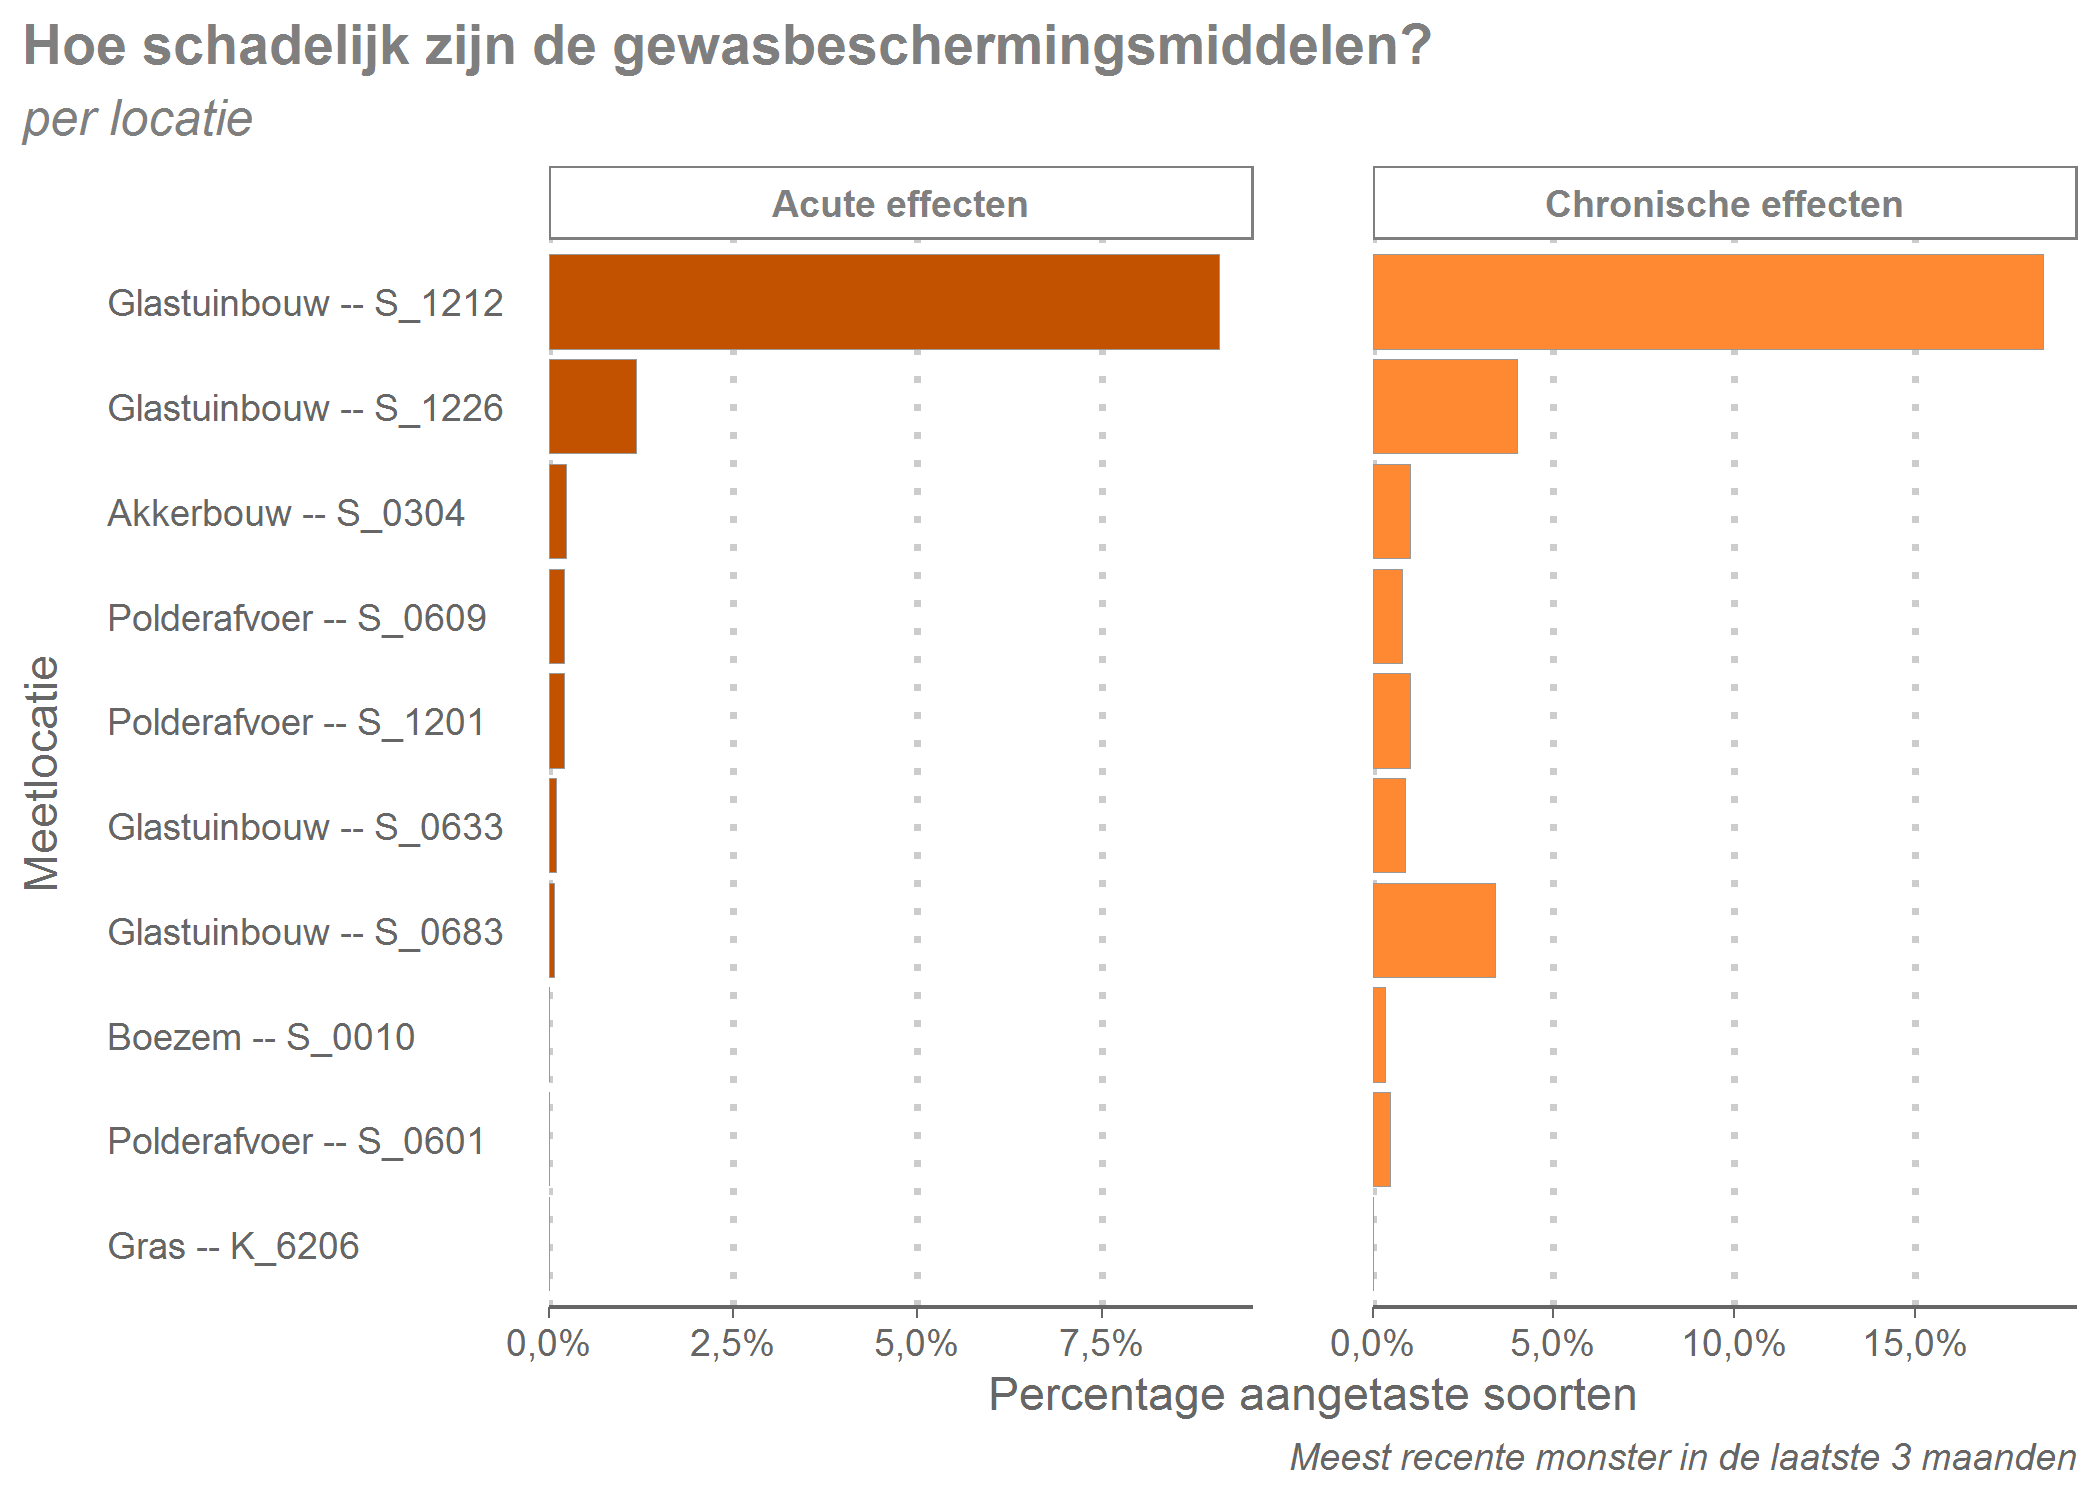 Hoe schadelijk zijn de gewasbeschermingsmiddelen?
per locatie
Acute effecten
Chronische effecten
Meetlocatie
Glastuinbouw -- S_1212
Glastuinbouw -- S_1226
Akkerbouw -- S_0304
Polderafvoer -- S_0609
Polderafvoer -- S_1201
Glastuinbouw -- S_0633
Glastuinbouw -- S_0683
Boezem -- S_0010
Polderafvoer -- S_0601
Gras -- K_6206
0,0% 2,5% 5,0% 7,5%
0,0% 5,0% 10,0% 15,0%
Percentage aangetaste soorten
Meest recente monster in de laatste 3 maanden